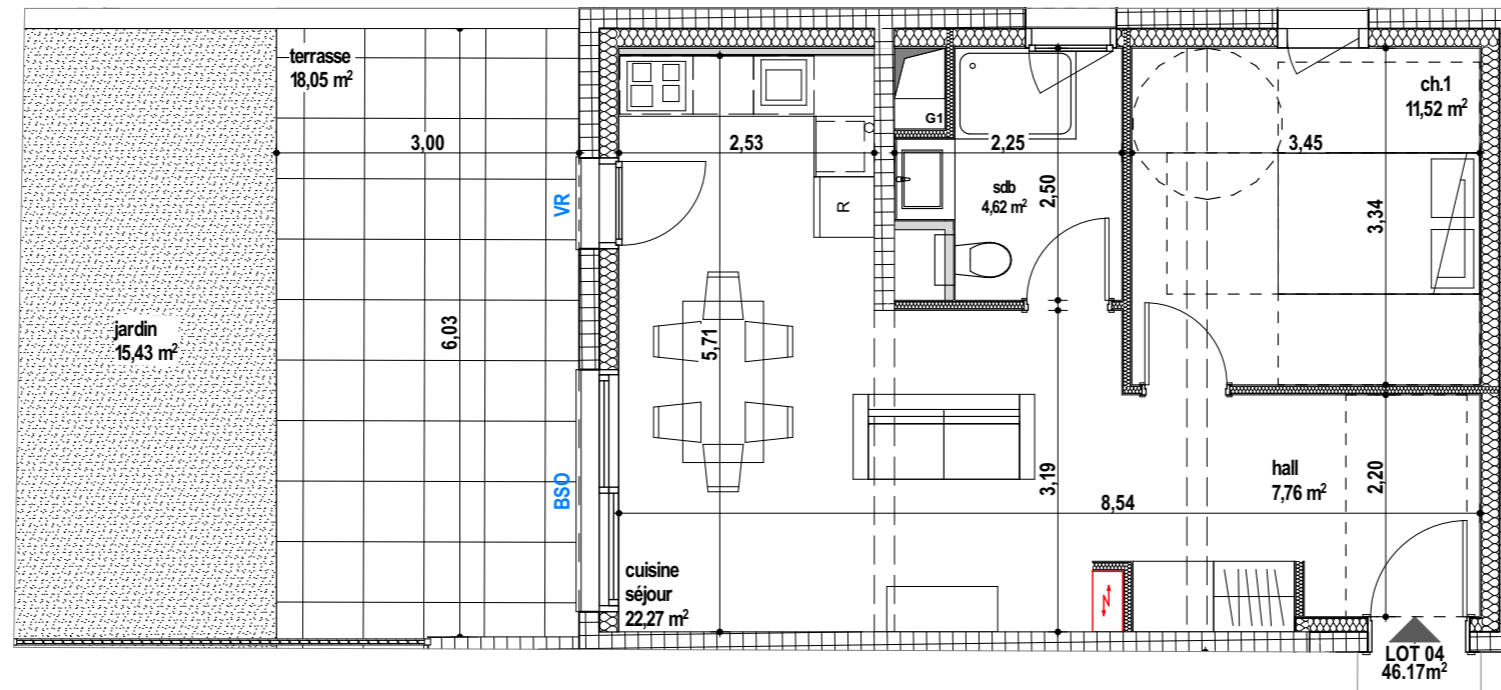 terrasse
18,05 m²
3,00
6,03
jardin
15,43 m²
VR
BSO
2,53
5,71
R
cuisine
séjour
22,27 m²
G1
2,25
sdb
4,62 m²
2,50
3,19
8,54
ch.1
11,52 m²
3,45
3,34
hall
7,76 m²
2,20
LOT 04
46.17m²